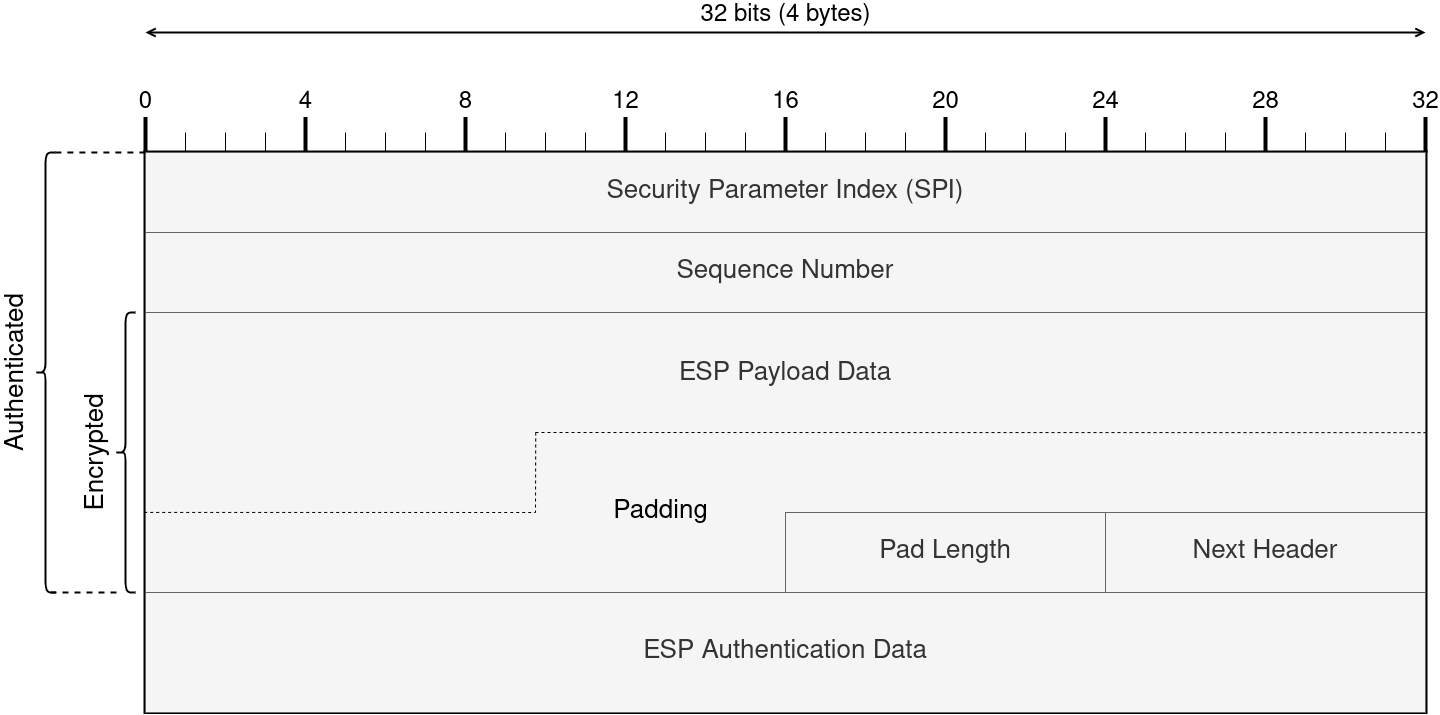 32 bits (4 bytes)
0 4 8 12 16 20 24 28 32
Security Parameter Index (SPI)
Sequence Number
Authenticated
Encrypted
ESP Payload Data
Padding
Pad Length
Next Header
ESP Authentication Data